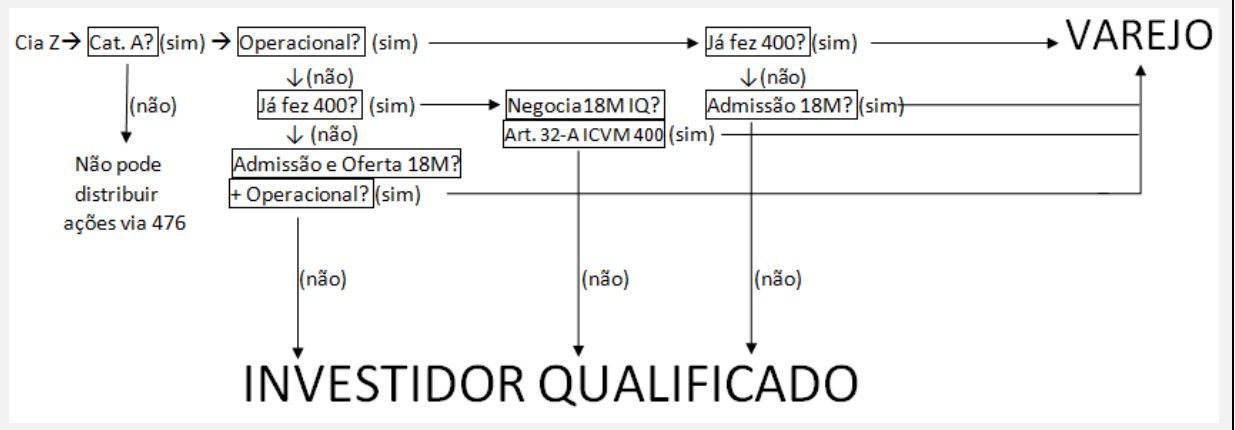 Cia Z→ Cat. A? (sim) → Operacional? (sim) Já fez 400? (sim) VAREJO
↓(não) ↓(não)
(não) Já fez 400? (sim) Negocia18M IQ? Admissão 18M? (sim)
↓ (não) Art. 32-A ICVM 400 (sim)
Não pode Admissão e Oferta 18M?
distribuir + Operacional? (sim)
ações via 476
(não) (não) (não)
INVESTIDOR QUALIFICADO